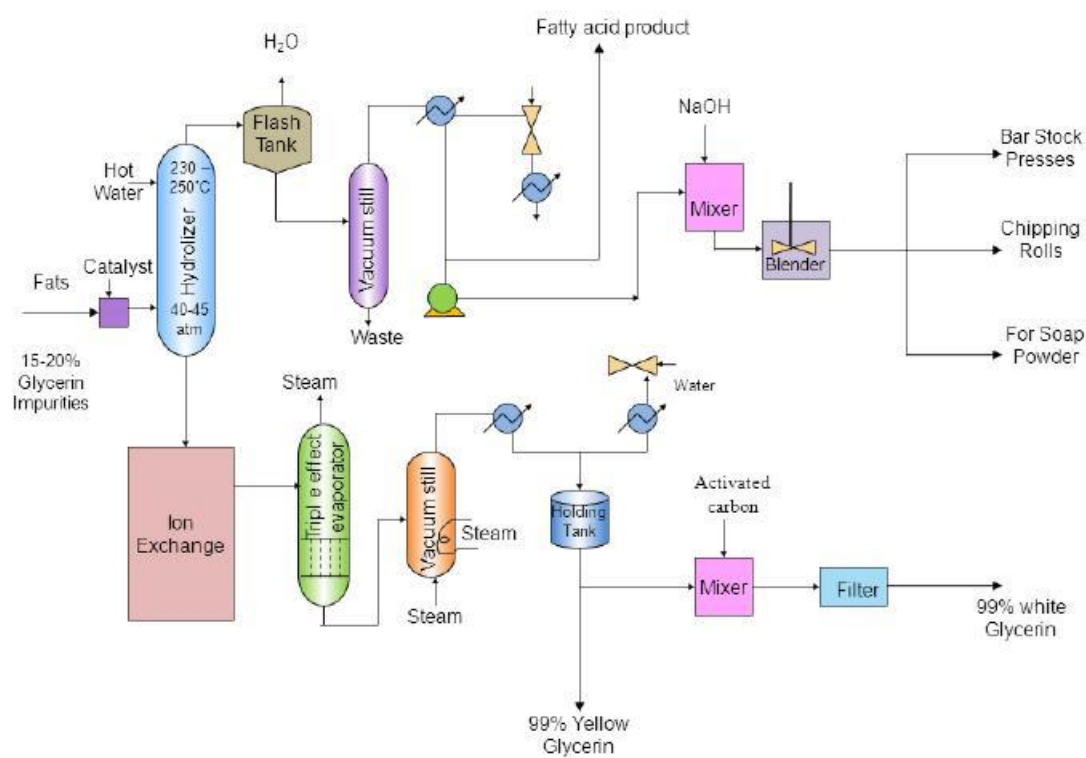 Fatty acid product
H₂O
Flash
Tank
NaOH
Bar Stock
Presses
Hot
Water
230 –
250°C
Hydrolizer
40-45
atm
Vacuum still
Mixer
Blender
Chipping
Rolls
Fats
Catalyst
Waste
For Soap
Powder
15-20%
Glycerin
Impurities
Steam
Water
Tripl e effect
evaporator
Vacuum still
Steam
Steam
Holding
Tank
Activated
carbon
Ion
Exchange
Mixer
Filter
99% white
Glycerin
99% Yellow
Glycerin